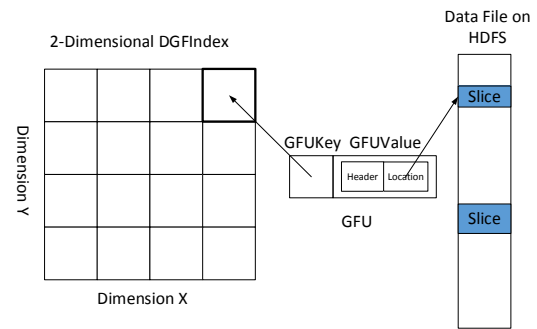 Data File on
HDFS
2-Dimensional DGFIndex
Slice
GFUKey GFUValue
Header Location
Dimension Y
GFU
Slice
Dimension X